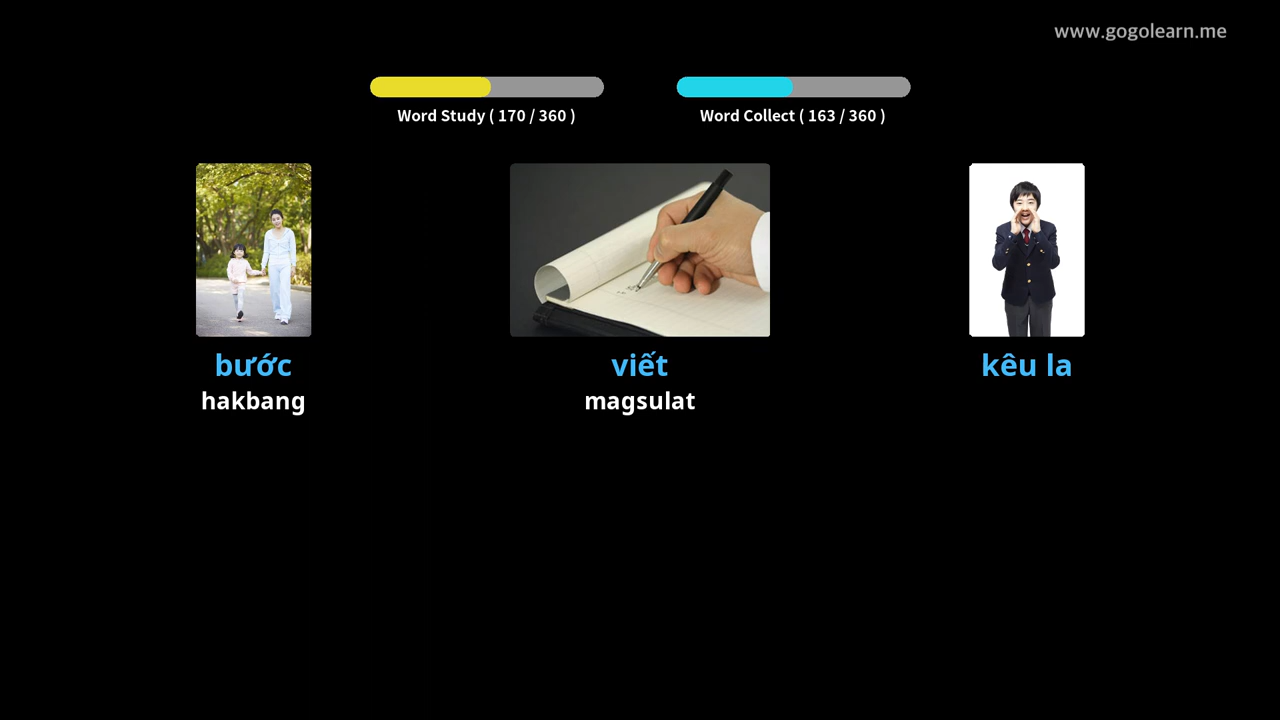 www.gogolearn.me
Word Study ( 170 / 360 )
Word Collect ( 163 / 360 )
bước
hakbang
viết
magsulat
kêu la